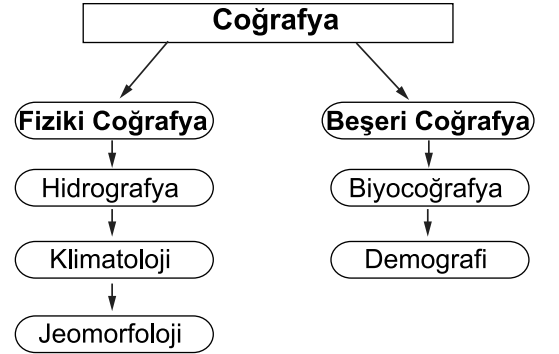 Coğrafya
Fiziki Coğrafya
Beşeri Coğrafya
Hidrografya
Biyocoğrafya
Klimatoloji
Demografi
Jeomorfoloji